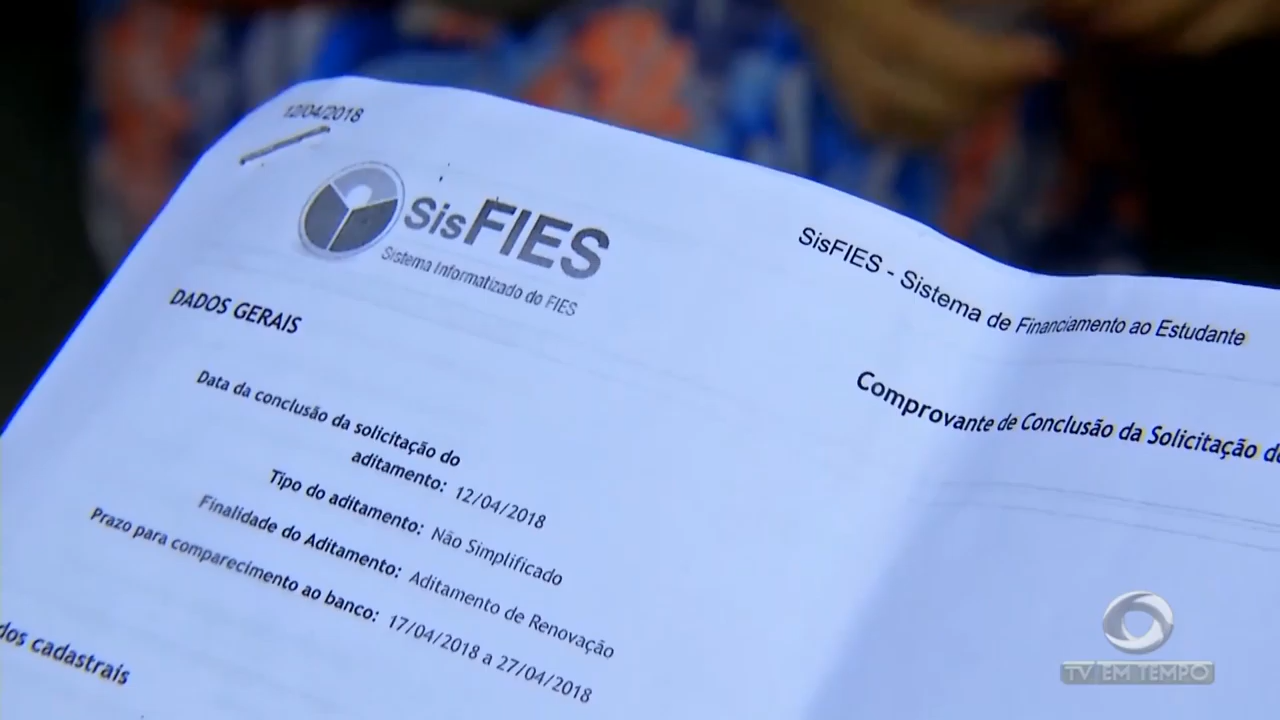 12/04/2018
SisFIES
Sistema Informatizado do FIES
SisFIES - Sistema de Financiamento ao Estudante
Comprovante de Conclusão da Solicitação de
DADOS GERAIS
Data da conclusão da solicitação do
aditamento: 12/04/2018
Tipo do aditamento: Não Simplificado
Finalidade do Aditamento: Aditamento de Renovação
Prazo para comparecimento ao banco: 17/04/2018 a 27/04/2018
dos cadastrais
TV EM TEMPO